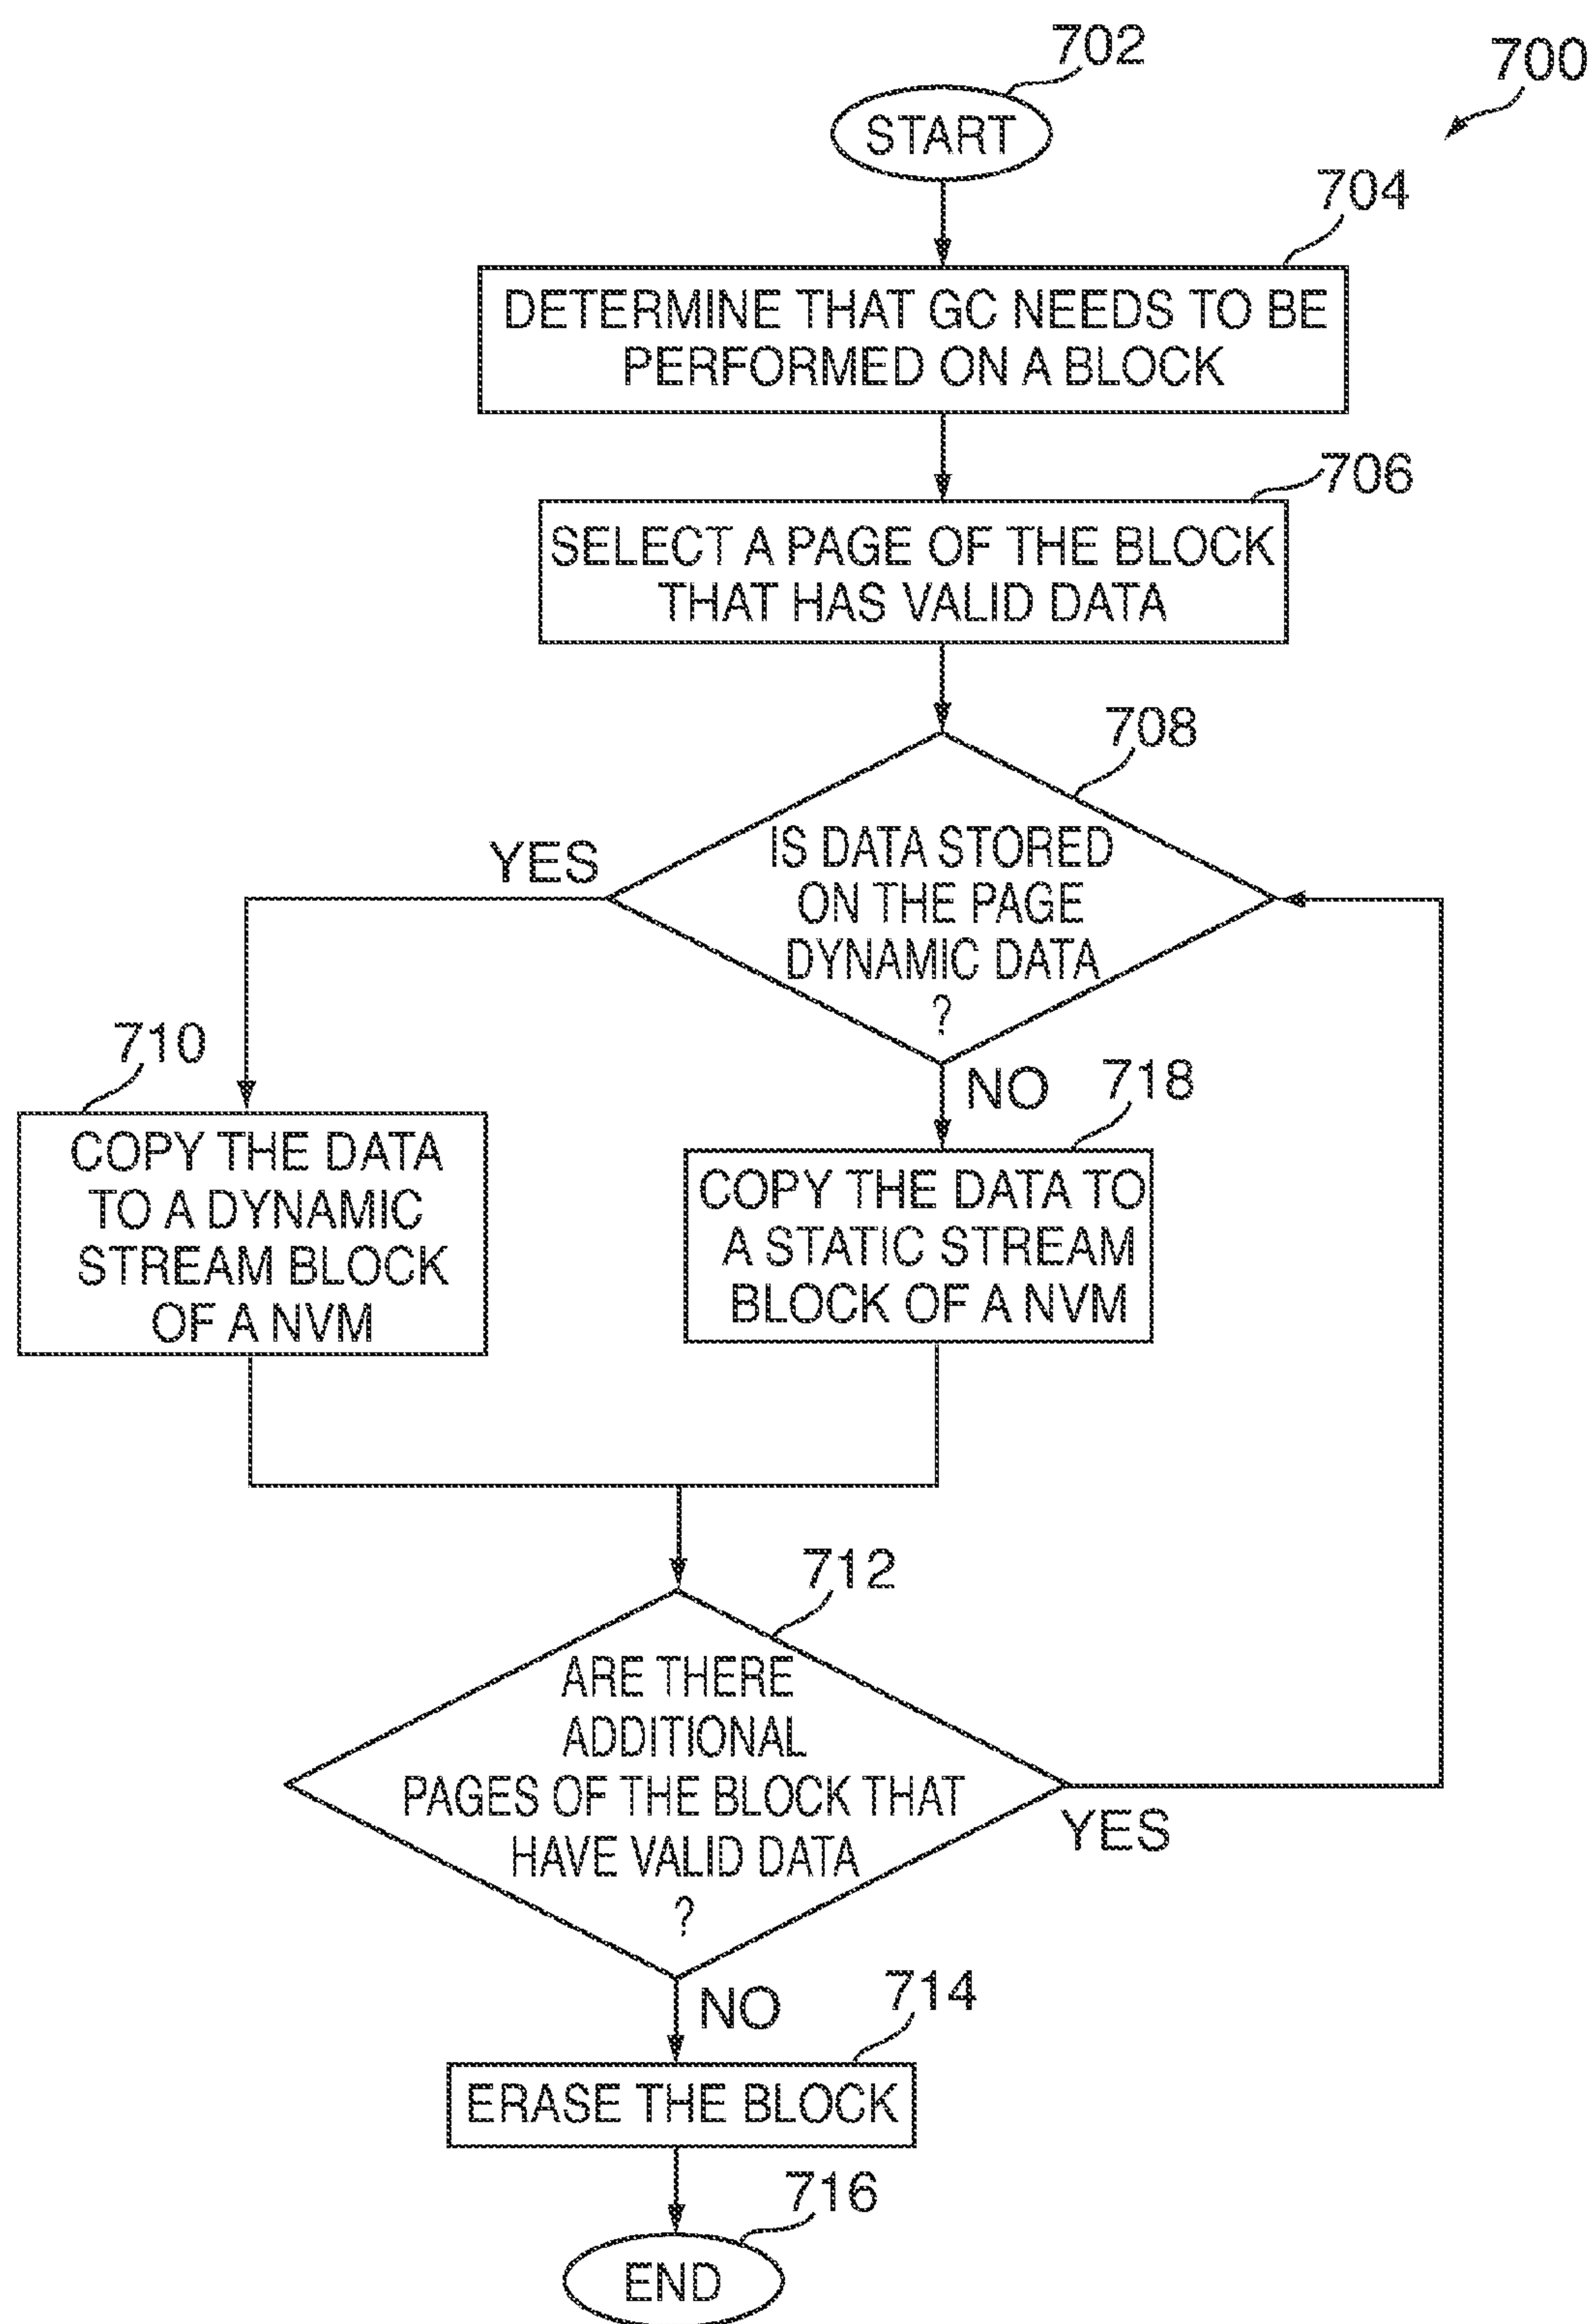 702
700
START
704
DETERMINE THAT GC NEEDS TO BE
PERFORMED ON A BLOCK
706
SELECT A PAGE OF THE BLOCK
THAT HAS VALID DATA
708
IS DATA STORED
ON THE PAGE
DYNAMIC DATA
?
YES
NO
710
COPY THE DATA
TO A DYNAMIC
STREAM BLOCK
OF A NVM
718
COPY THE DATA TO
A STATIC STREAM
BLOCK OF A NVM
712
ARE THERE
ADDITIONAL
PAGES OF THE BLOCK THAT
HAVE VALID DATA
?
YES
NO
714
ERASE THE BLOCK
716
END